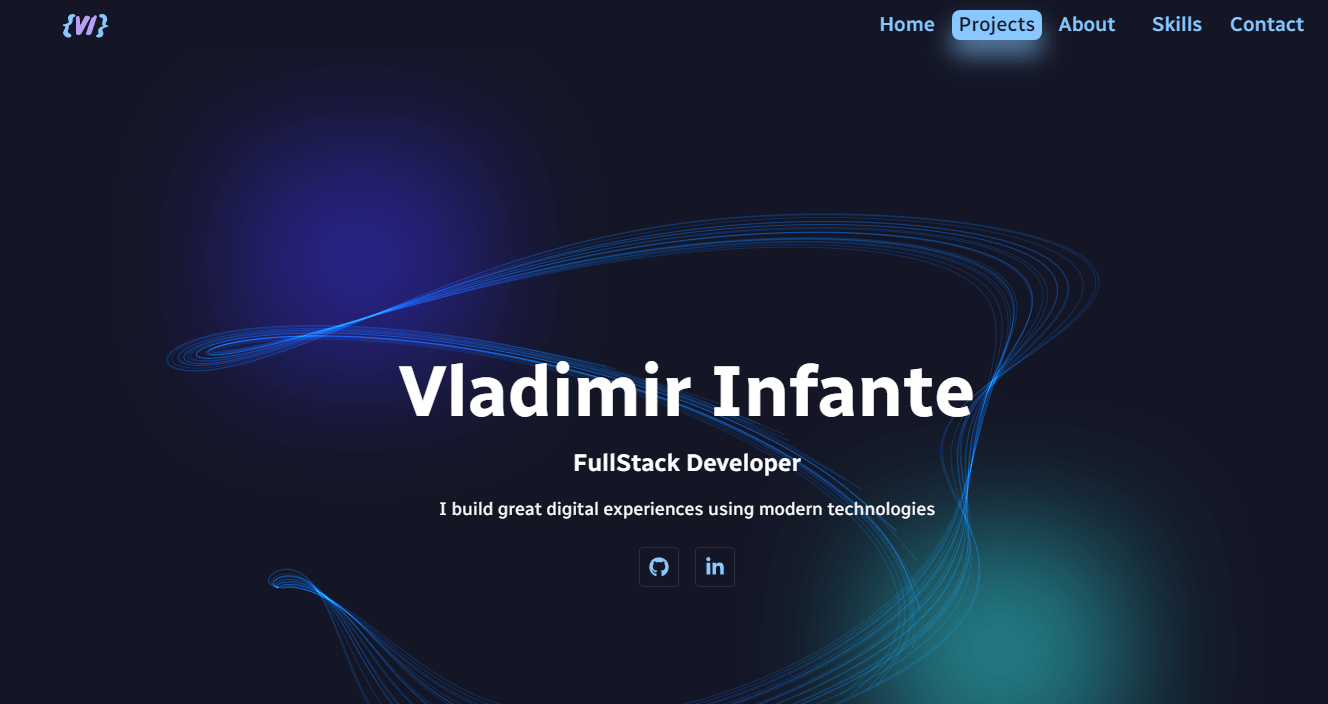 {VI}
Home Projects About Skills Contact
Vladimir Infante
FullStack Developer
I build great digital experiences using modern technologies
in